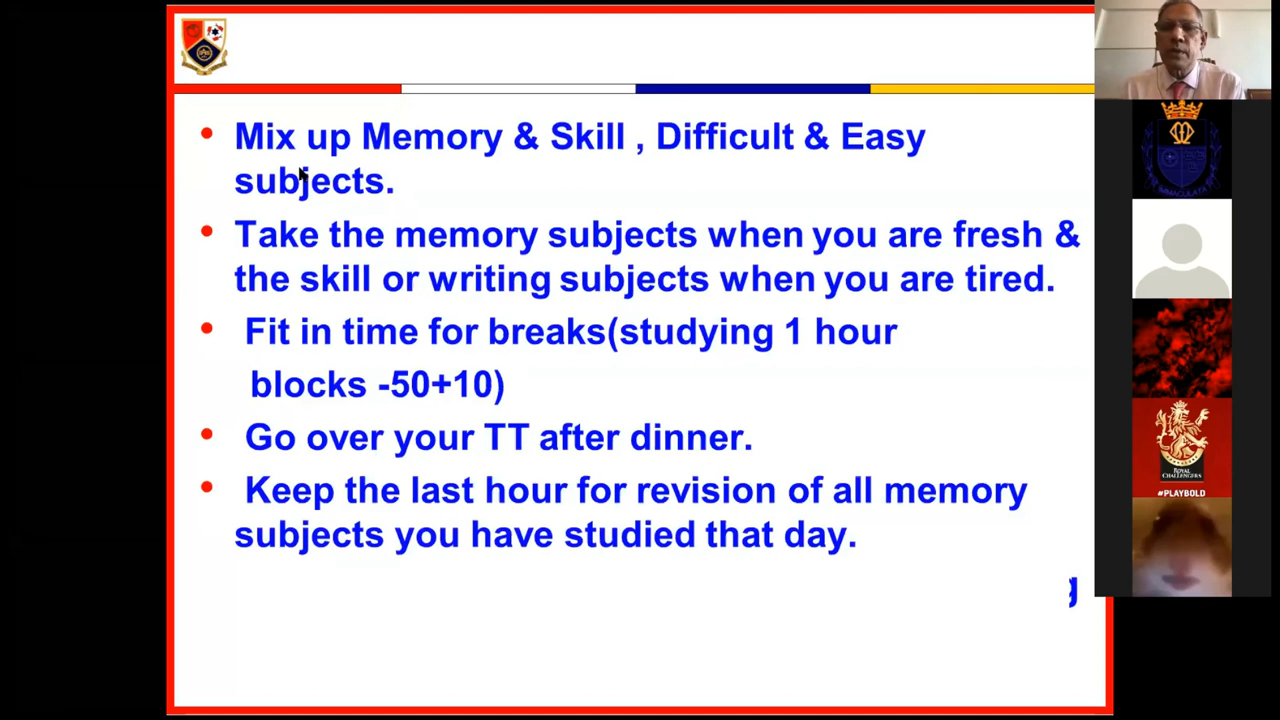 Mix up Memory & Skill , Difficult & Easy
subjects.
Take the memory subjects when you are fresh &
the skill or writing subjects when you are tired.
Fit in time for breaks(studying 1 hour
blocks -50+10)
Go over your TT after dinner.
Keep the last hour for revision of all memory
subjects you have studied that day.
g
IMMACULATA
ROYAL
CHALLENGERS
#PLAYBOLD